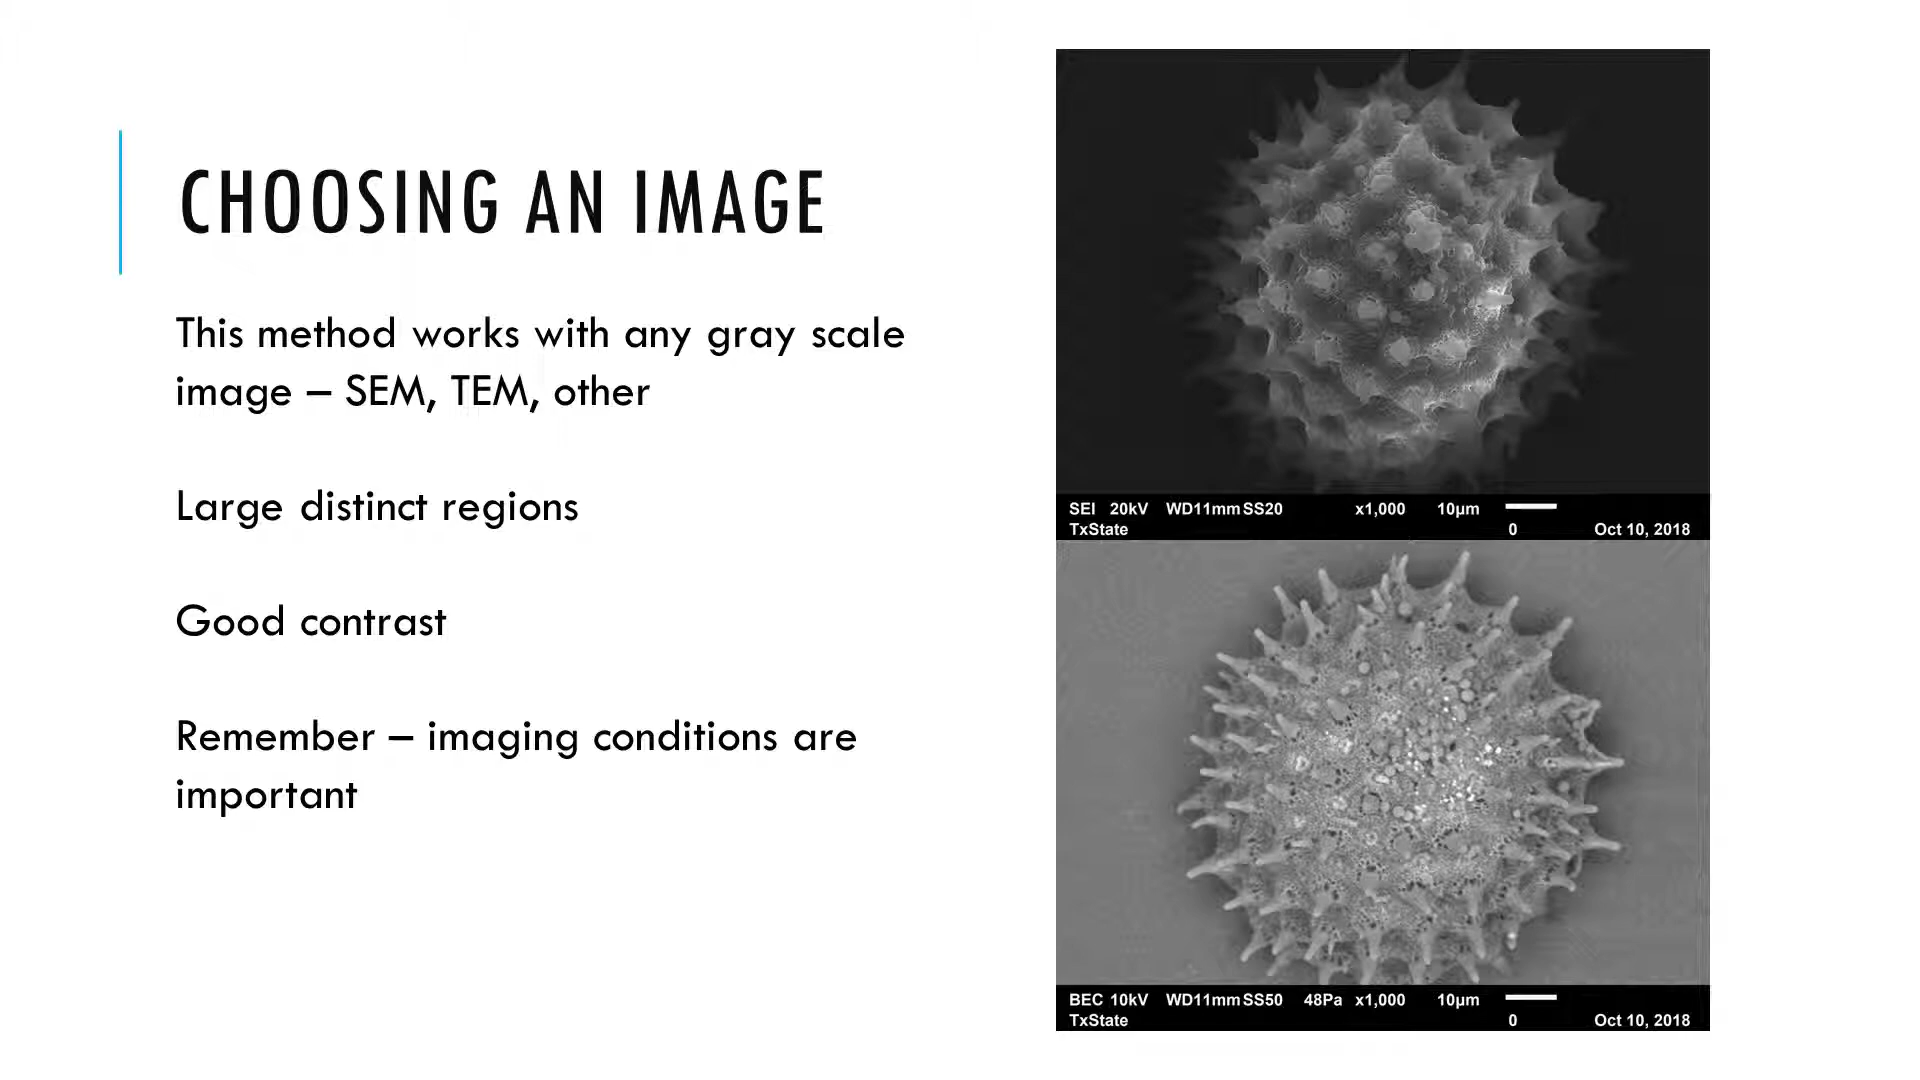 CHOOSING AN IMAGE
This method works with any gray scale
image – SEM, TEM, other
Large distinct regions
Good contrast
Remember – imaging conditions are
important
SEI 20kV WD11mm SS20 x1,000 10µm
TxState 0 Oct 10, 2018
BEC 10kV WD11mm SS50 48Pa x1,000 10µm
TxState 0 Oct 10, 2018